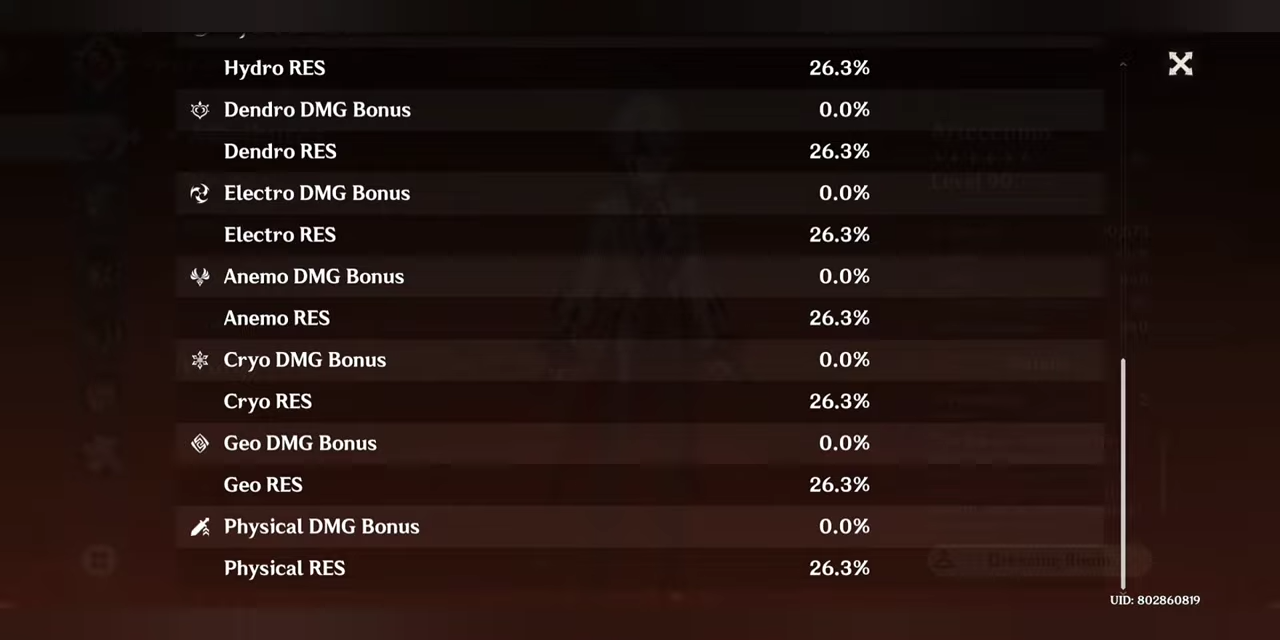 Hydro RES 26.3%
Dendro DMG Bonus 0.0%
Dendro RES 26.3%
Electro DMG Bonus 0.0%
Electro RES 26.3%
Anemo DMG Bonus 0.0%
Anemo RES 26.3%
Cryo DMG Bonus 0.0%
Cryo RES 26.3%
Geo DMG Bonus 0.0%
Geo RES 26.3%
Physical DMG Bonus 0.0%
Physical RES 26.3%
UID: 802860819